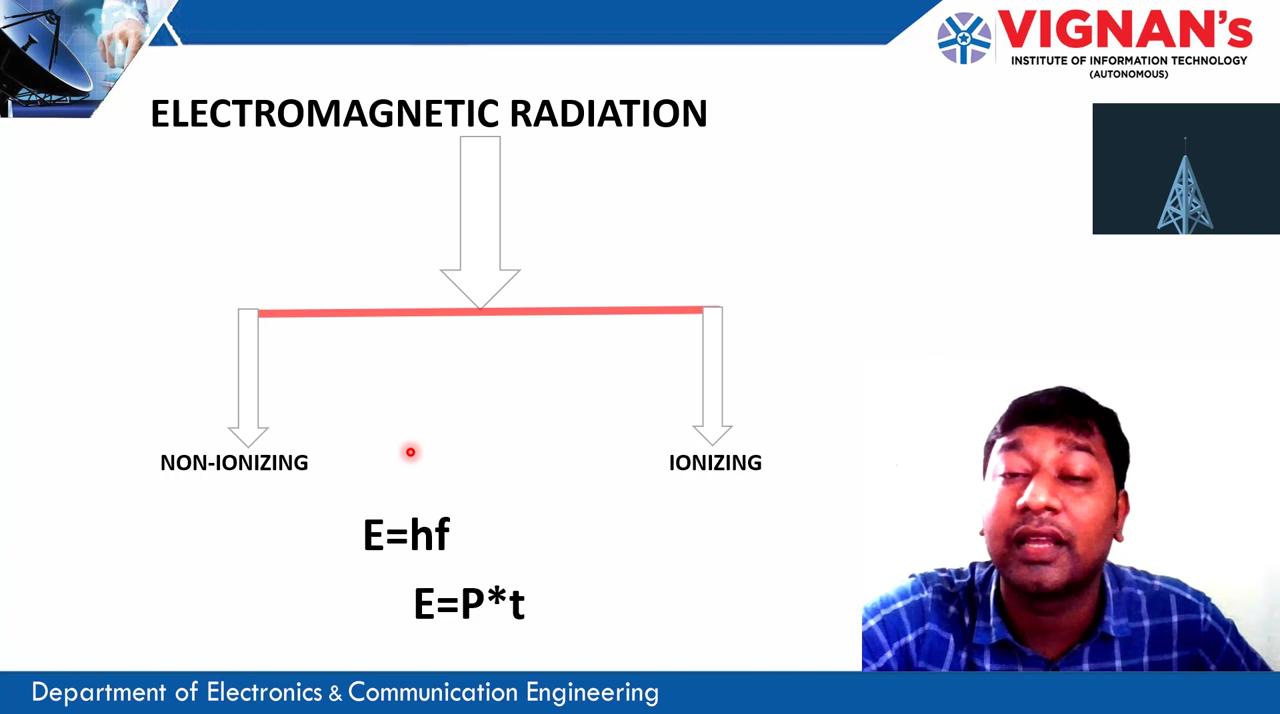 VIGNAN's
INSTITUTE OF INFORMATION TECHNOLOGY
(AUTONOMOUS)
ELECTROMAGNETIC RADIATION
NON-IONIZING
IONIZING
E=hf
E=P*t
Department of Electronics & Communication Engineering